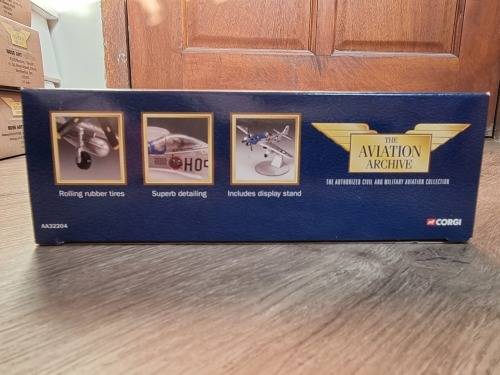 Rolling rubber tires
HO
Superb detailing
Includes display stand
THE
AVIATION
ARCHIVE
THE AUTHORIZED CIVIL AND MILITARY AVIATION COLLECTION
AA32204
CORGI